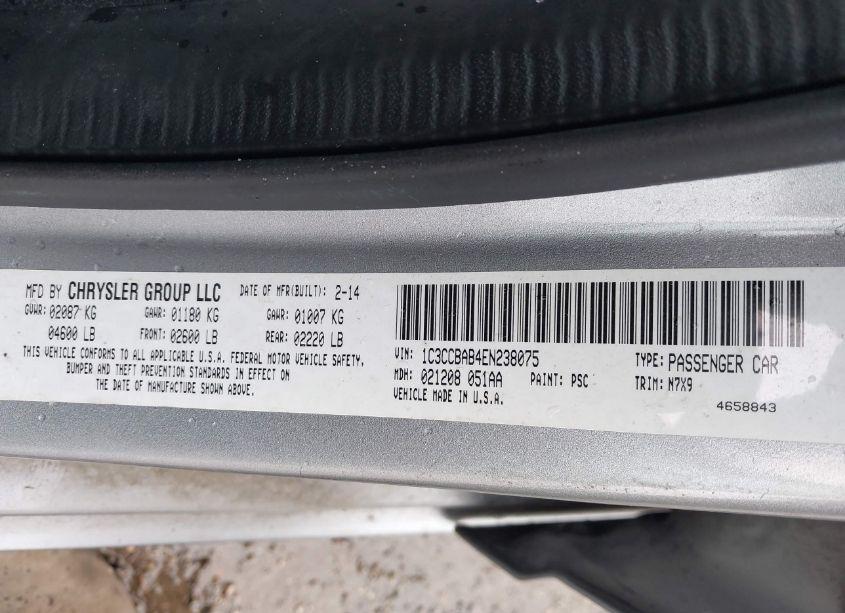 MFD BY CHRYSLER GROUP LLC DATE OF MFR(BUILT): 2-14
GVWR: 02087 KG GAWR: 01180 KG GAWR: 01007 KG
04600 LB FRONT: 02600 LB REAR: 02220 LB
THIS VEHICLE CONFORMS TO ALL APPLICABLE U.S.A. FEDERAL MOTOR VEHICLE SAFETY,
BUMPER AND THEFT PREVENTION STANDARDS IN EFFECT ON
THE DATE OF MANUFACTURE SHOWN ABOVE.
VIN: 1C3CCBAB4EN238075 TYPE: PASSENGER CAR
MDH: 021208 051AA PAINT: PSC TRIM: N7X9
VEHICLE MADE IN U.S.A. 4658843